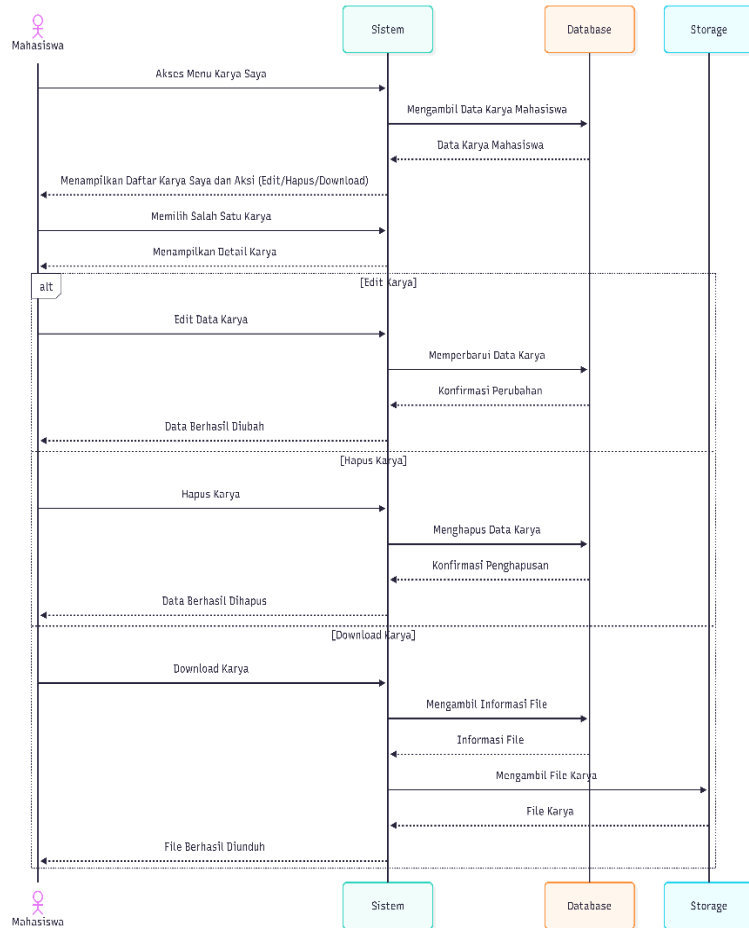 Sistem
Database
Storage
Mahasiswa
Akses Menu Karya Saya
Mengambil Data Karya Mahasiswa
Data Karya Mahasiswa
Menampilkan Daftar Karya Saya dan Aksi (Edit/Hapus/Download)
Memilih Salah Satu Karya
Menampilkan Detail Karya
alt
[Edit Karya]
Edit Data Karya
Memperbarui Data Karya
Konfirmasi Perubahan
Data Berhasil Diubah
[Hapus Karya]
Hapus Karya
Menghapus Data Karya
Konfirmasi Penghapusan
Data Berhasil Dihapus
[Download Karya]
Download Karya
Mengambil Informasi File
Informasi File
Mengambil File Karya
File Karya
File Berhasil Diunduh
Sistem
Database
Storage
Mahasiswa